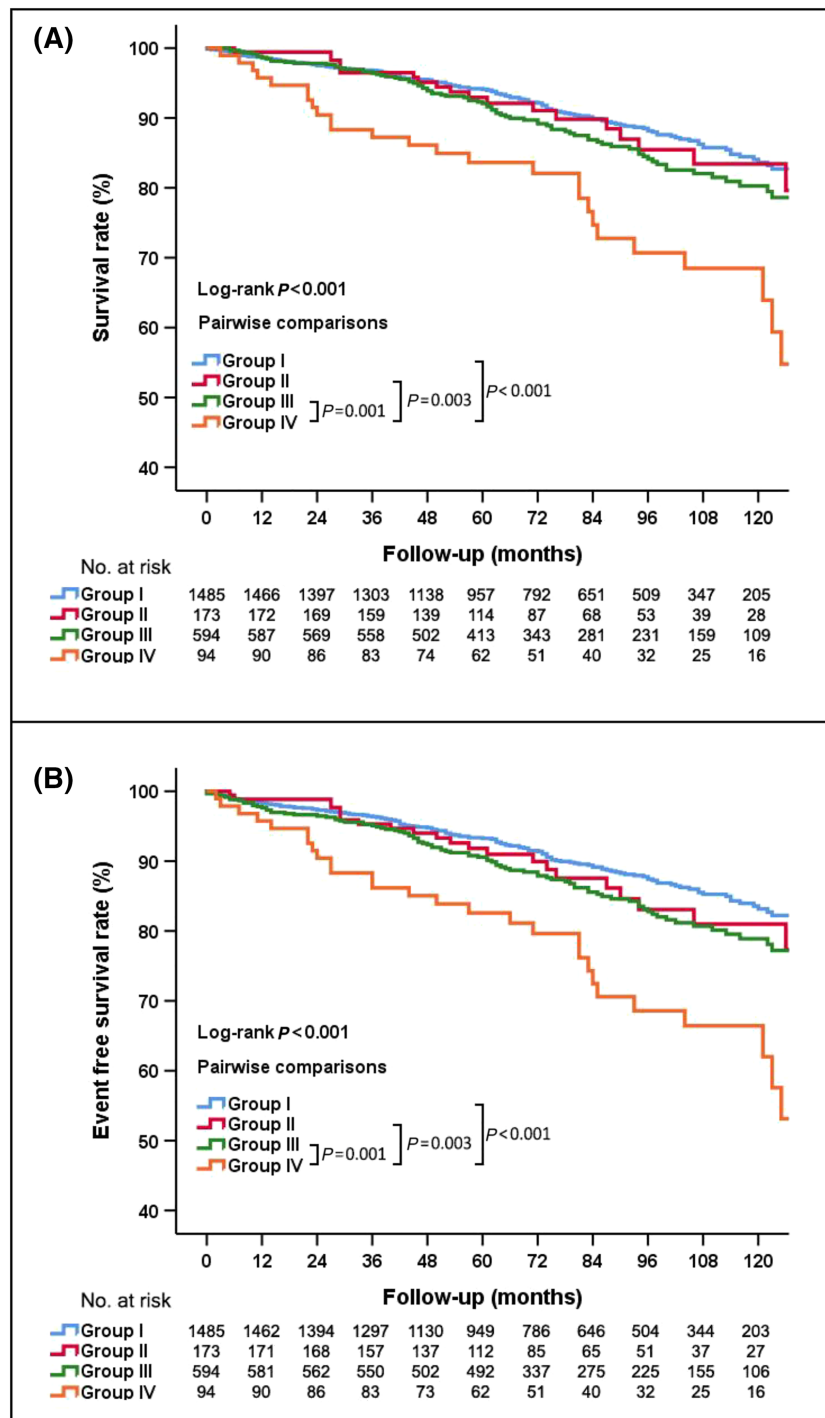 (A)
100
90
80
70
60
50
40
Survival rate (%)
Log-rank P<0.001
Pairwise comparisons
Group I
Group II
Group III
Group IV
P=0.001
P=0.003
P<0.001
0 12 24 36 48 60 72 84 96 108 120
Follow-up (months)
No. at risk
Group I 1485 1466 1397 1303 1138 957 792 651 509 347 205
Group II 173 172 169 159 139 114 87 68 53 39 28
Group III 594 587 569 558 502 413 343 281 231 159 109
Group IV 94 90 86 83 74 62 51 40 32 25 16
(B)
100
90
80
70
60
50
40
Event free survival rate (%)
Log-rank P<0.001
Pairwise comparisons
Group I
Group II
Group III
Group IV
P=0.001
P=0.003
P<0.001
0 12 24 36 48 60 72 84 96 108 120
Follow-up (months)
No. at risk
Group I 1485 1462 1394 1297 1130 949 786 646 504 344 203
Group II 173 171 168 157 137 112 85 65 51 37 27
Group III 594 581 562 550 502 492 337 275 225 155 106
Group IV 94 90 86 83 73 62 51 40 32 25 16